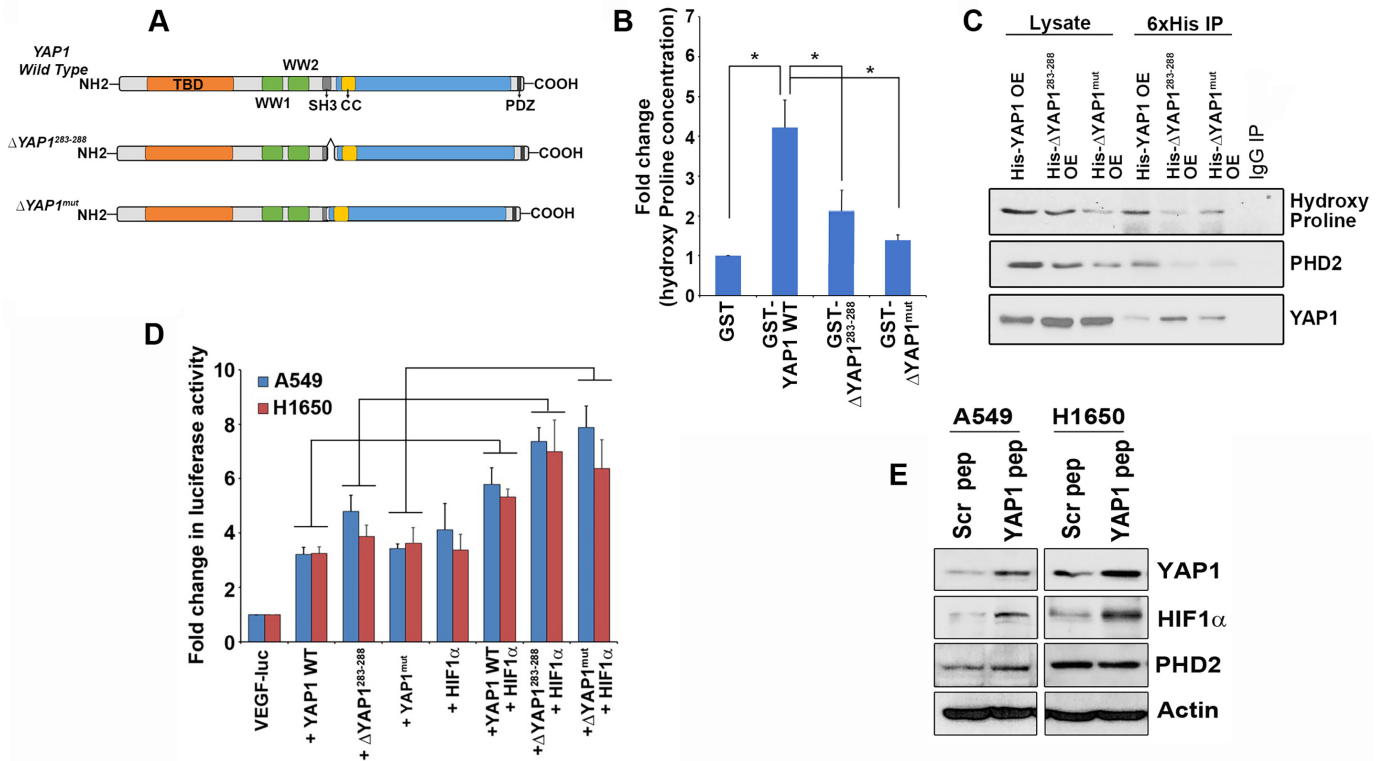 A
YAP1
Wild Type
NH2
TBD
WW1
WW2
SH3
CC
PDZ
COOH
ΔYAP1283-288
NH2
COOH
ΔYAP1mut
NH2
COOH
B
Fold change
(hydroxy Proline concentration)
7
6
5
4
3
2
1
0
*
*
*
GST
GST-
YAP1 WT
GST-
ΔYAP1283-288
GST-
ΔYAP1mut
C
Lysate
6xHis IP
His-YAP1 OE
His-ΔYAP1283-288
OE
His-ΔYAP1mut
OE
His-YAP1 OE
His-ΔYAP1283-288
OE
His-ΔYAP1mut
OE
IgG IP
Hydroxy
Proline
PHD2
YAP1
D
Fold change in luciferase activity
10
8
6
4
2
0
A549
H1650
VEGF-luc
+ YAP1 WT
+ ΔYAP1283-288
+ YAP1mut
+ HIF1α
+YAP1 WT
+ HIF1α
+ΔYAP1283-288
+ HIF1α
+ΔYAP1mut
+ HIF1α
E
A549
H1650
Scr pep
YAP1 pep
Scr pep
YAP1 pep
YAP1
HIF1α
PHD2
Actin